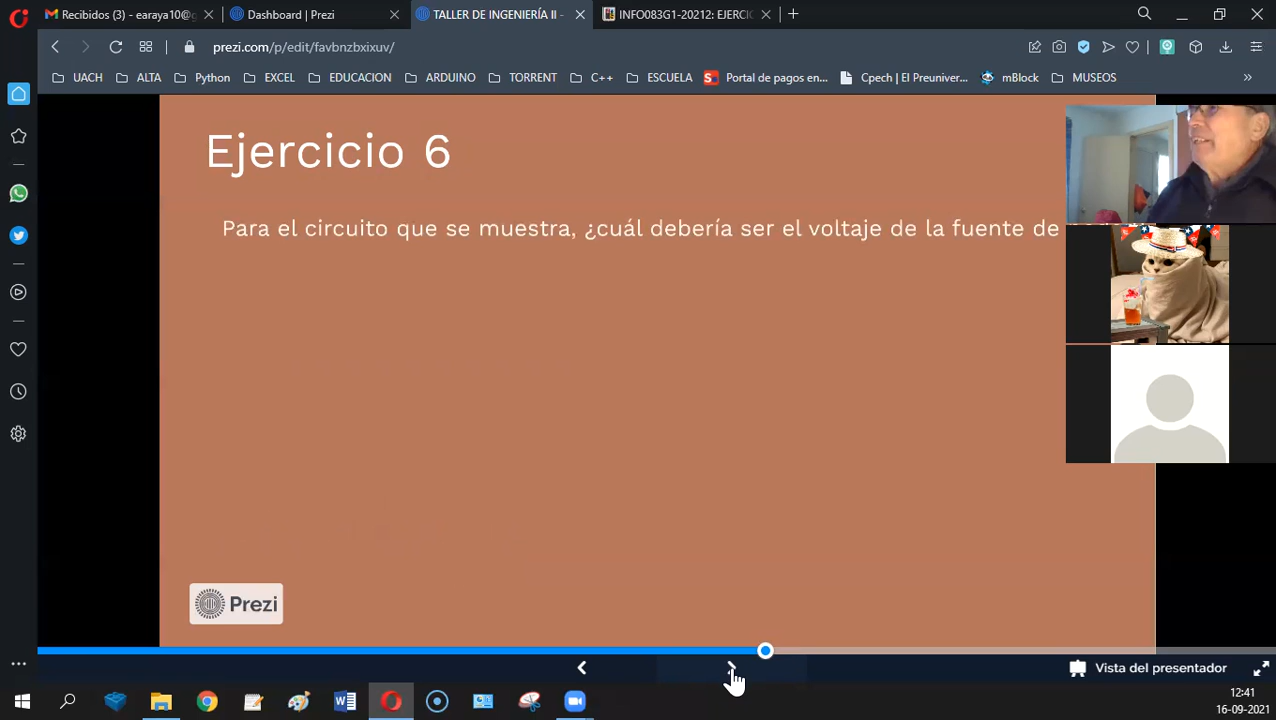 Recibidos (3) - earaya10@g
Dashboard | Prezi
TALLER DE INGENIERÍA II -
INFO083G1-20212: EJERCIC
prezi.com/p/edit/favbnzbxixuv/
UACH
ALTA
Python
EXCEL
EDUCACION
ARDUINO
TORRENT
C++
ESCUELA
Portal de pagos en...
Cpech | El Preuniver...
mBlock
MUSEOS
Ejercicio 6
Para el circuito que se muestra, ¿cuál debería ser el voltaje de la fuente de
Prezi
Vista del presentador
12:41
16-09-2021